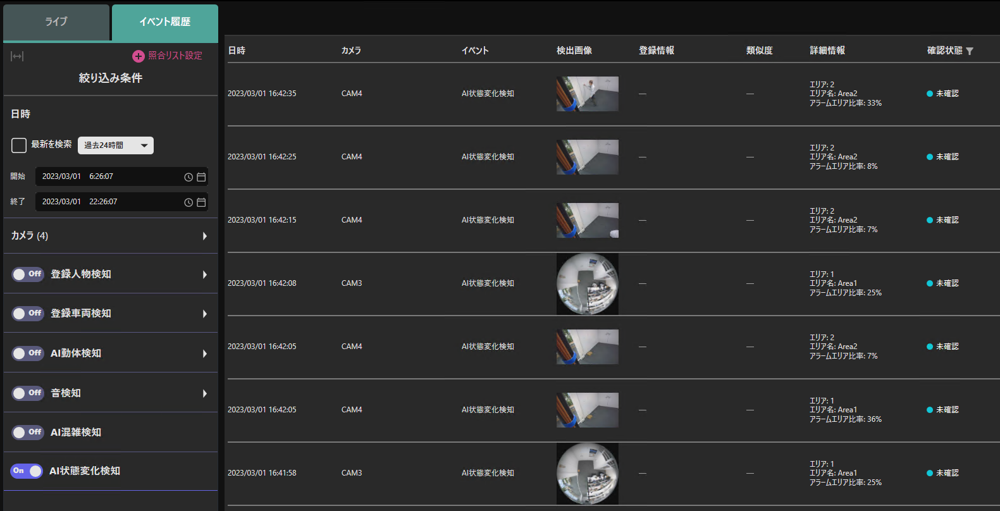 ライブ
イベント履歴
照合リスト設定
絞り込み条件
日時
最新を検索 過去24時間
開始 2023/03/01 6:26:07
終了 2023/03/01 22:26:07
カメラ (4)
Off 登録人物検知
Off 登録車両検知
Off AI動体検知
Off 音検知
Off AI混雑検知
On AI状態変化検知
日時 カメラ イベント 検出画像 登録情報 類似度 詳細情報 確認状態
2023/03/01 16:42:35 CAM4 AI状態変化検知 — —
エリア: 2
エリア名: Area2
アラームエリア比率: 33%
未確認
2023/03/01 16:42:25 CAM4 AI状態変化検知 — —
エリア: 2
エリア名: Area2
アラームエリア比率: 8%
未確認
2023/03/01 16:42:15 CAM4 AI状態変化検知 — —
エリア: 2
エリア名: Area2
アラームエリア比率: 7%
未確認
2023/03/01 16:42:08 CAM3 AI状態変化検知 — —
エリア: 1
エリア名: Area1
アラームエリア比率: 25%
未確認
2023/03/01 16:42:05 CAM4 AI状態変化検知 — —
エリア: 2
エリア名: Area2
アラームエリア比率: 7%
未確認
2023/03/01 16:42:05 CAM4 AI状態変化検知 — —
エリア: 1
エリア名: Area1
アラームエリア比率: 36%
未確認
2023/03/01 16:41:58 CAM3 AI状態変化検知 — —
エリア: 1
エリア名: Area1
アラームエリア比率: 25%
未確認